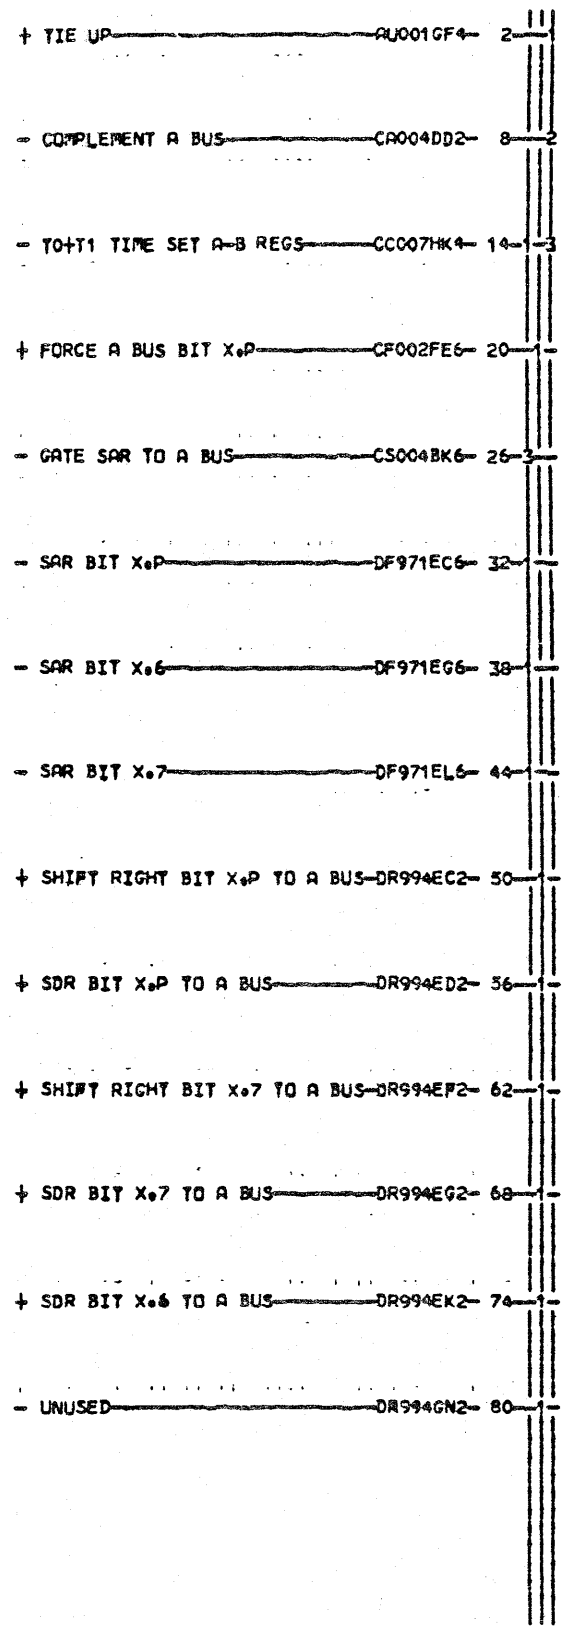 + TIE UP AU001GF4- 2 1
- COMPLEMENT A BUS CA004DD2- 8 2
- T0+T1 TIME SET A-B REGS CC007HK4- 14-1-3
+ FORCE A BUS BIT X.P CF002FE6- 20 1-
- GATE SAR TO A BUS CS004BK6- 26-3
- SAR BIT X.P DF971EC6- 32-1
- SAR BIT X.6 DF971EG6- 38-1
- SAR BIT X.7 DF971EL6- 44-1
+ SHIFT RIGHT BIT X.P TO A BUS-DR994EC2- 50 1-
+ SDR BIT X.P TO A BUS DR994ED2- 56 1-
+ SHIFT RIGHT BIT X.7 TO A BUS-DR994EF2- 62 1-
+ SDR BIT X.7 TO A BUS DR994EG2- 68 1-
+ SDR BIT X.6 TO A BUS DR994EK2- 74 1-
- UNUSED DR994GN2- 80 1-